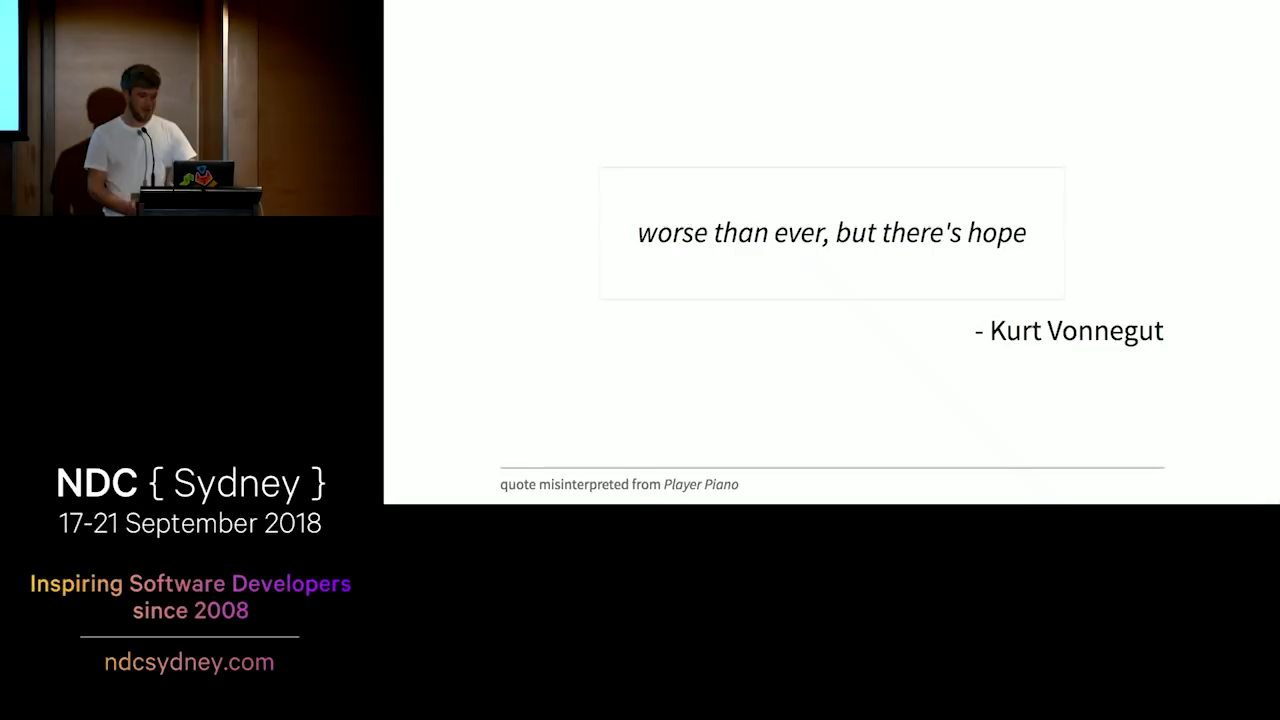 worse than ever, but there's hope
- Kurt Vonnegut
quote misinterpreted from Player Piano
NDC { Sydney }
17-21 September 2018
Inspiring Software Developers
since 2008
ndcsydney.com